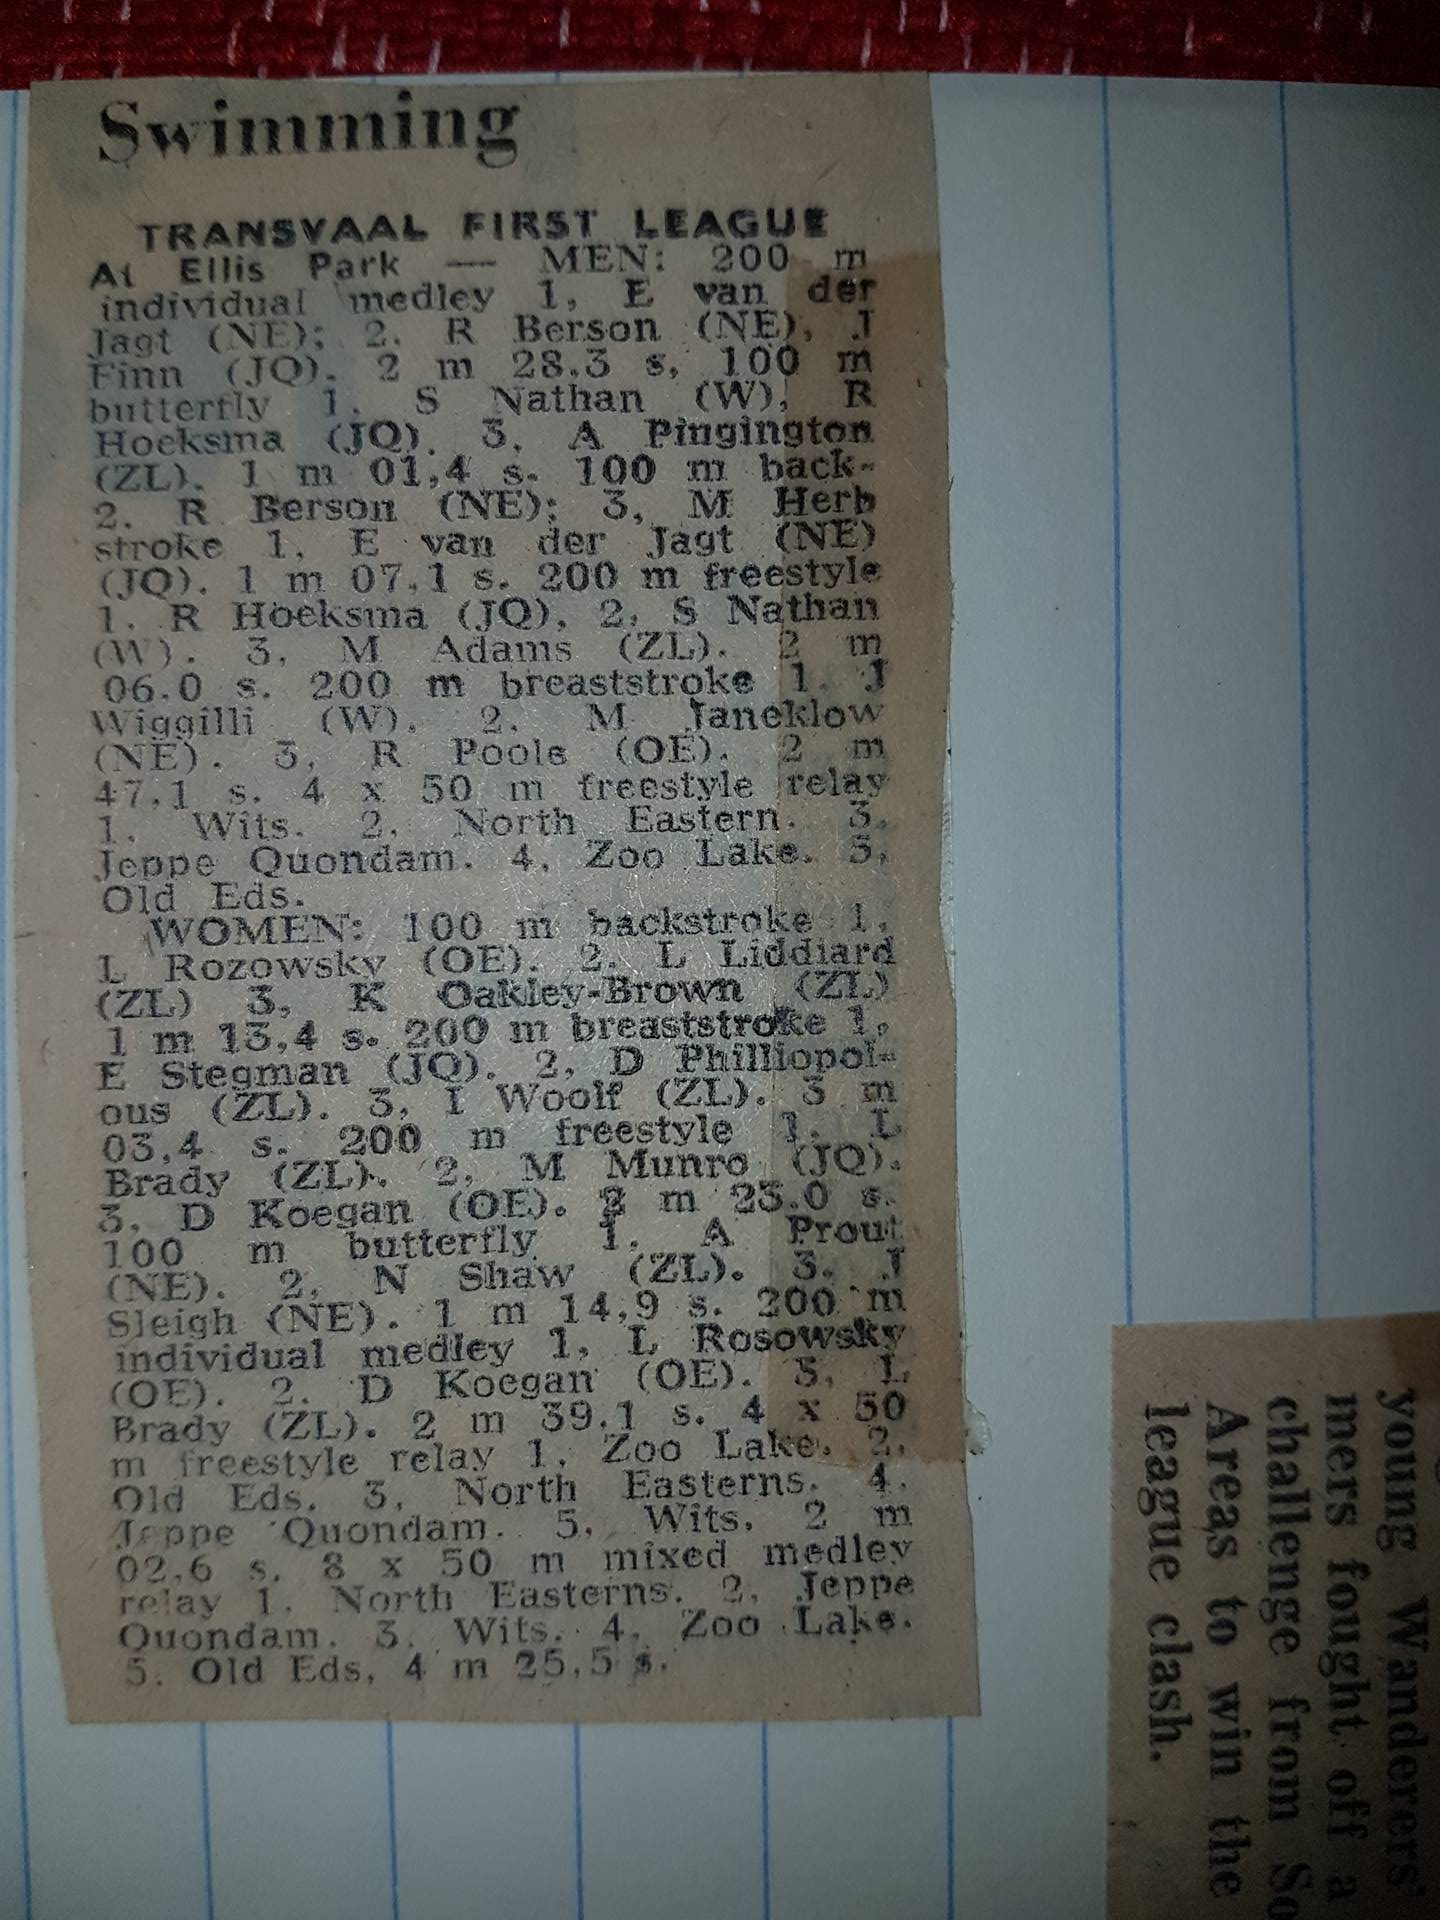 Swimming
TRANSVAAL FIRST LEAGUE
At Ellis Park — MEN: 200 m
individual medley 1, E van der
Jagt (NE); 2, R Berson (NE), J
Finn (JQ). 2 m 28.3 s, 100 m
butterfly 1. S Nathan (W), R
Hoeksma (JQ). 3, A Pingington
(ZL). 1 m 01,4 s. 100 m back-
2. R Berson (NE); 3, M Herb
stroke 1, E van der Jagt (NE)
(JQ). 1 m 07,1 s. 200 m freestyle
1. R Hoeksma (JQ), 2, S Nathan
(W). 3, M Adams (ZL). 2 m
06.0 s. 200 m breaststroke 1. J
Wiggilli (W). 2. M Janeklow
(NE). 3, R Poole (OE). 2 m
47,1 s. 4 x 50 m freestyle relay
1. Wits. 2, North Eastern. 3,
Jeppe Quondam. 4, Zoo Lake. 5,
Old Eds.
WOMEN: 100 m backstroke 1,
L Rozowsky (OE). 2. L Liddiard
(ZL) 3, K Oakley-Brown (ZL)
1 m 13,4 s. 200 m breaststroke 1,
E Stegman (JQ). 2, D Philliopol-
ous (ZL). 3, I Woolf (ZL). 3 m
03,4 s. 200 m freestyle 1. L
Brady (ZL). 2, M Munro (JQ).
3, D Koegan (OE). 2 m 23.0 s.
100 m butterfly 1, A Prout
(NE). 2, N Shaw (ZL). 3. J
Sleigh (NE). 1 m 14,9 s. 200 m
individual medley 1, L Rosowsky
(OE). 2. D Koegan (OE). 3, L
Brady (ZL). 2 m 39.1 s. 4 x 50
m freestyle relay 1, Zoo Lake. 2,
Old Eds. 3, North Easterns. 4.
Jeppe Quondam. 5, Wits. 2 m
02,6 s. 8 x 50 m mixed medley
relay 1. North Easterns. 2, Jeppe
Quondam. 3. Wits. 4, Zoo Lake.
5. Old Eds, 4 m 25,5 s.
young Wanderers'
mers fought off a
challenge from So
Areas to win the
league clash.